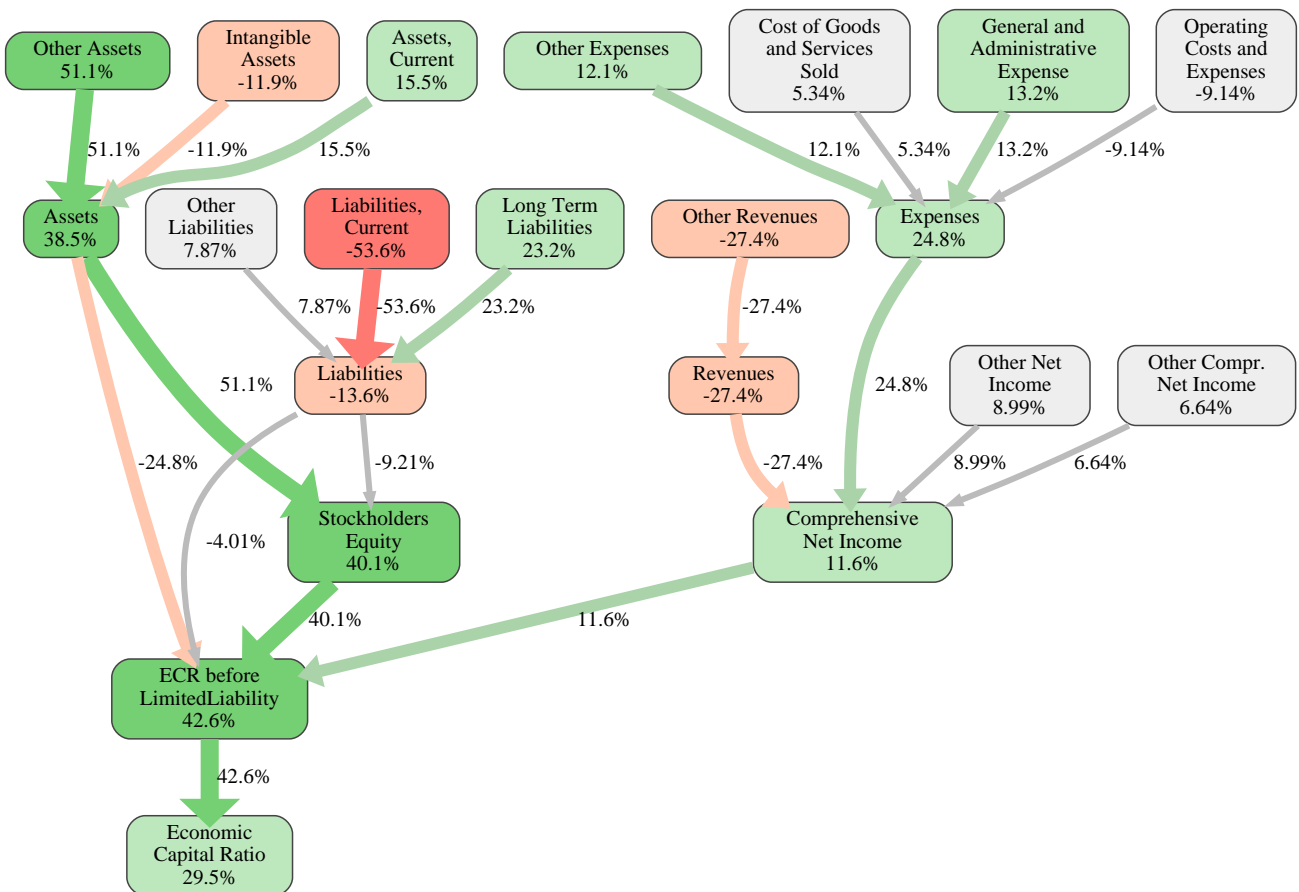 Other Assets
51.1%
Intangible
Assets
-11.9%
Assets,
Current
15.5%
Other Expenses
12.1%
Cost of Goods
and Services
Sold
5.34%
General and
Administrative
Expense
13.2%
Operating
Costs and
Expenses
-9.14%
51.1%
-11.9%
15.5%
12.1%
5.34%
13.2%
-9.14%
Assets
38.5%
Other
Liabilities
7.87%
Liabilities,
Current
-53.6%
Long Term
Liabilities
23.2%
Other Revenues
-27.4%
Expenses
24.8%
7.87%
-53.6%
23.2%
-27.4%
51.1%
Liabilities
-13.6%
Revenues
-27.4%
24.8%
Other Net
Income
8.99%
Other Compr.
Net Income
6.64%
-24.8%
-9.21%
-27.4%
8.99%
6.64%
-4.01%
Stockholders
Equity
40.1%
Comprehensive
Net Income
11.6%
40.1%
11.6%
ECR before
LimitedLiability
42.6%
42.6%
Economic
Capital Ratio
29.5%